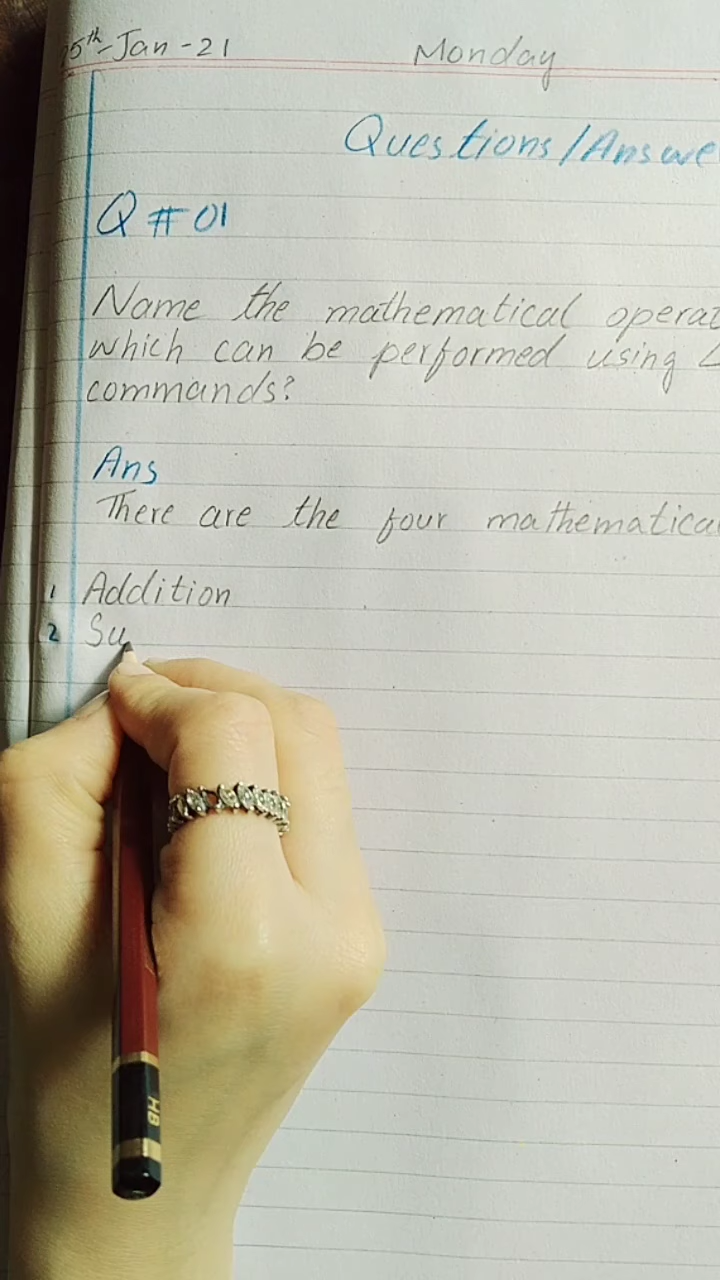 25th-Jan-21 Monday
Questions/Answe
Q #01
Name the mathematical operat
which can be performed using
commands?
Ans
There are the four mathematica
1 Addition
2 Su
HB